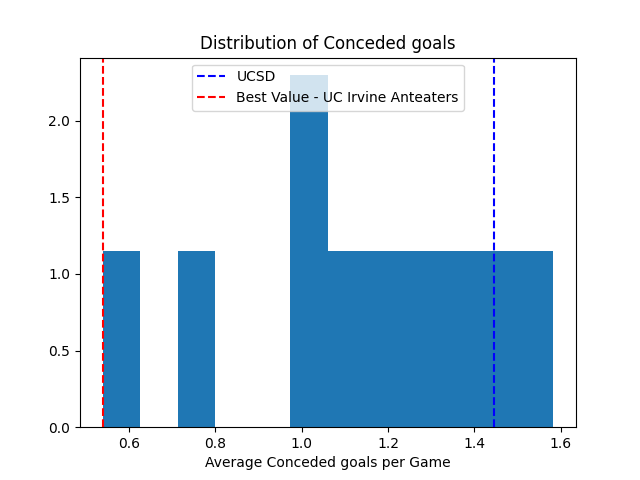 Distribution of Conceded goals
UCSD
Best Value - UC Irvine Anteaters
2.0
1.5
1.0
0.5
0.0
0.6 0.8 1.0 1.2 1.4 1.6
Average Conceded goals per Game